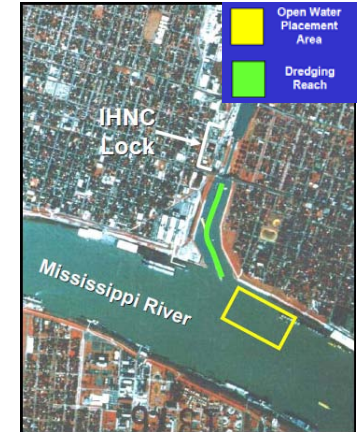 Open Water
Placement
Area
Dredging
Reach
IHNC
Lock
Mississippi River